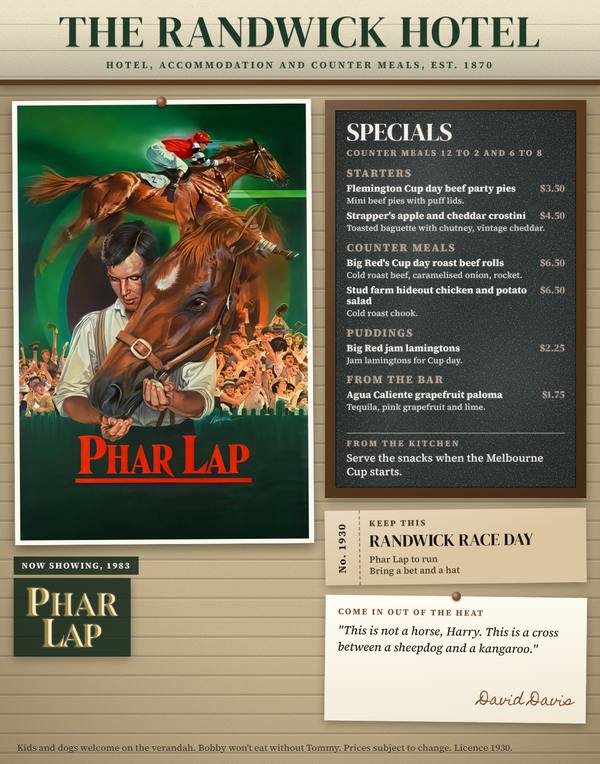 THE RANDWICK HOTEL
HOTEL, ACCOMMODATION AND COUNTER MEALS, EST. 1870
PHAR LAP
NOW SHOWING, 1983
PHAR
LAP
SPECIALS
COUNTER MEALS 12 TO 2 AND 6 TO 8
STARTERS
Flemington Cup day beef party pies $3.50
Mini beef pies with puff lids.
Strapper's apple and cheddar crostini $4.50
Toasted baguette with chutney, vintage cheddar.
COUNTER MEALS
Big Red's Cup day roast beef rolls $6.50
Cold roast beef, caramelised onion, rocket.
Stud farm hideout chicken and potato $6.50
salad
Cold roast chook.
PUDDINGS
Big Red jam lamingtons $2.25
Jam lamingtons for Cup day.
FROM THE BAR
Agua Caliente grapefruit paloma $1.75
Tequila, pink grapefruit and lime.
FROM THE KITCHEN
Serve the snacks when the Melbourne
Cup starts.
No. 1930
KEEP THIS
RANDWICK RACE DAY
Phar Lap to run
Bring a bet and a hat
COME IN OUT OF THE HEAT
"This is not a horse, Harry. This is a cross
between a sheepdog and a kangaroo."
David Davis
Kids and dogs welcome on the verandah. Bobby won't eat without Tommy. Prices subject to change. Licence 1930.